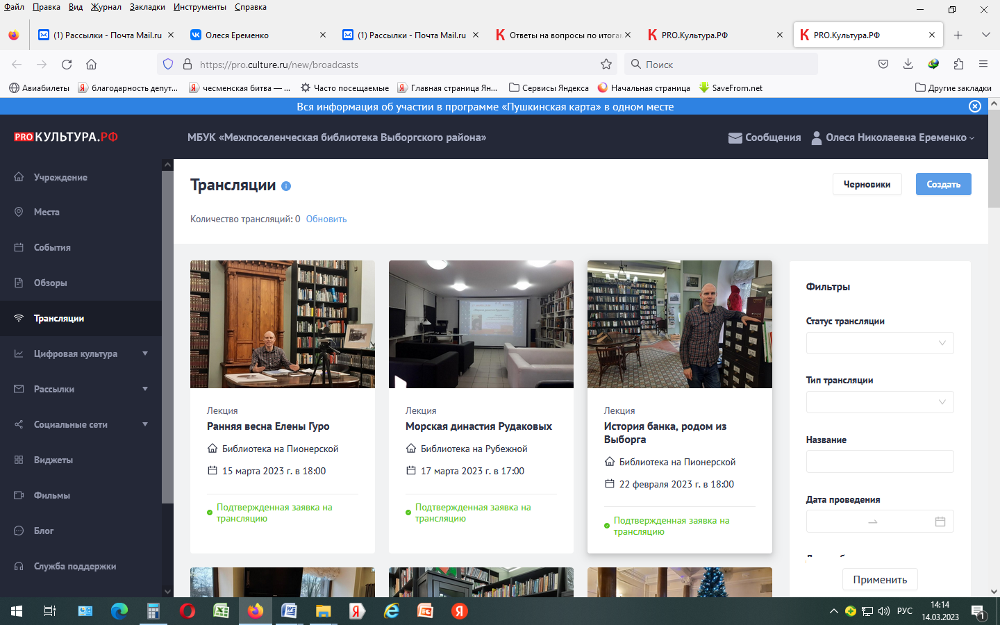 Файл Правка Вид Журнал Закладки Инструменты Справка
(1) Рассылки - Почта Mail.ru
Олеся Еременко
(1) Рассылки - Почта Mail.ru
Ответы на вопросы по итога
PRO.Культура.РФ
PRO.Культура.РФ
https://pro.culture.ru/new/broadcasts
Поиск
Авиабилеты
благодарность депут...
чесменская битва — ...
Часто посещаемые
Главная страница Ян...
Сервисы Яндекса
Начальная страница
SaveFrom.net
Другие закладки
Вся информация об участии в программе «Пушкинская карта» в одном месте
PRO КУЛЬТУРА.РФ
МБУК «Межпоселенческая библиотека Выборгского района»
Сообщения
Олеся Николаевна Еременко
Учреждение
Места
События
Обзоры
Трансляции
Цифровая культура
Рассылки
Социальные сети
Виджеты
Фильмы
Блог
Служба поддержки
Трансляции
Черновики
Создать
Количество трансляций: 0 Обновить
Лекция
Ранняя весна Елены Гуро
Библиотека на Пионерской
15 марта 2023 г. в 18:00
Подтвержденная заявка на
трансляцию
Лекция
Морская династия Рудаковых
Библиотека на Рубежной
17 марта 2023 г. в 17:00
Подтвержденная заявка на
трансляцию
Лекция
История банка, родом из
Выборга
Библиотека на Пионерской
22 февраля 2023 г. в 18:00
Подтвержденная заявка на
трансляцию
Фильтры
Статус трансляции
Тип трансляции
Название
Дата проведения
Применить
РУС
14:14
14.03.2023
1